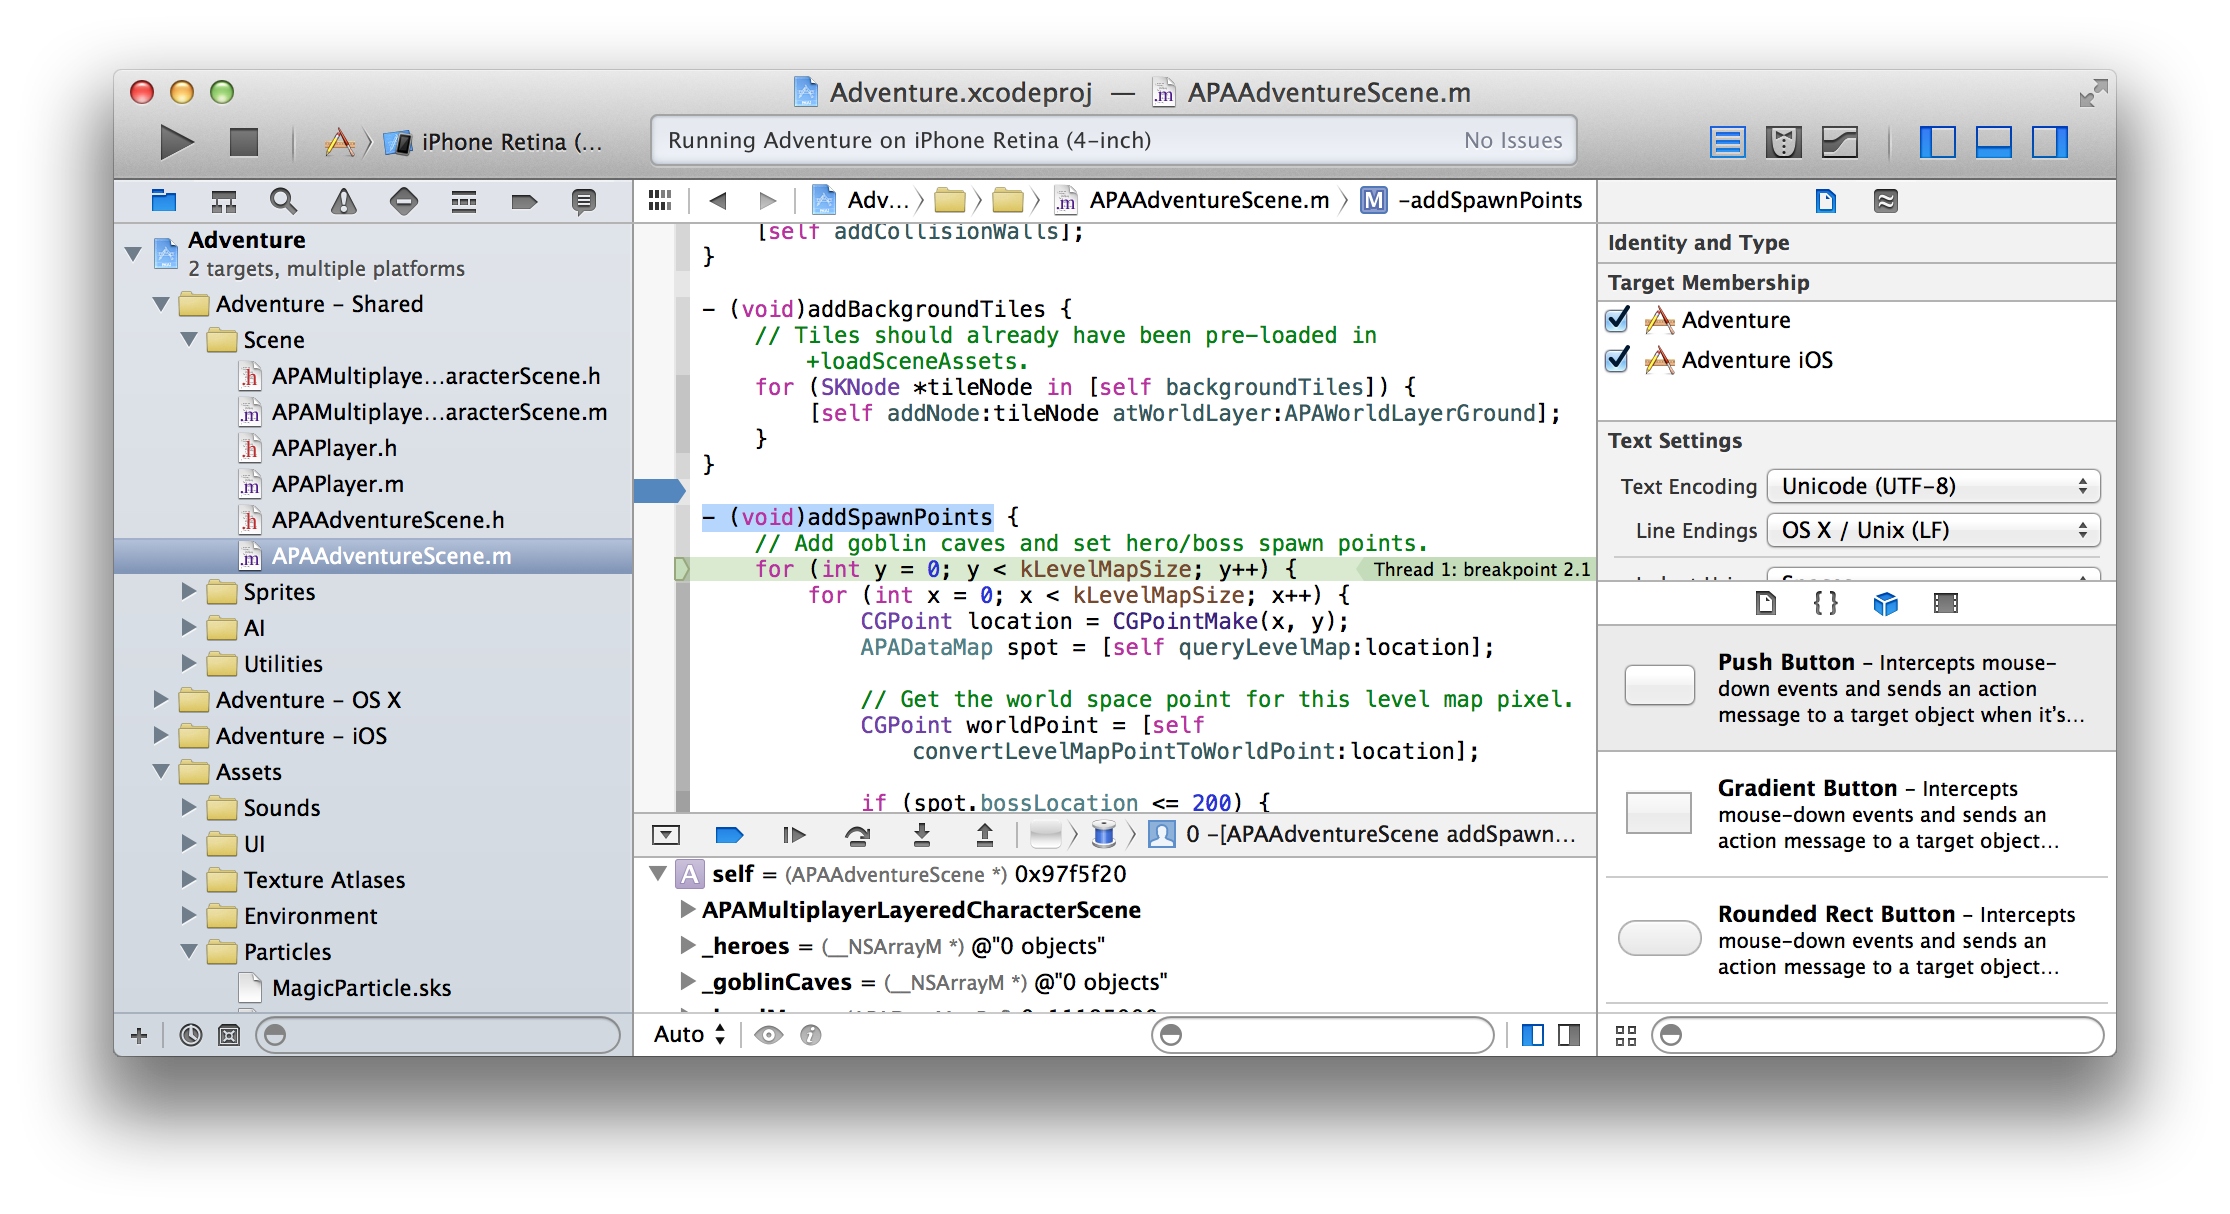 Adventure.xcodeproj — APAAdventureScene.m
iPhone Retina (...
Running Adventure on iPhone Retina (4-inch)
No Issues
Adventure
2 targets, multiple platforms
Adventure - Shared
Scene
APAMultiplaye...aracterScene.h
APAMultiplaye...aracterScene.m
APAPlayer.h
APAPlayer.m
APAAdventureScene.h
APAAdventureScene.m
Sprites
AI
Utilities
Adventure - OS X
Adventure - iOS
Assets
Sounds
UI
Texture Atlases
Environment
Particles
MagicParticle.sks
Adv... APAAdventureScene.m M -addSpawnPoints
[self addCollisionWalls];
}
- (void)addBackgroundTiles {
// Tiles should already have been pre-loaded in
+loadSceneAssets.
for (SKNode *tileNode in [self backgroundTiles]) {
[self addNode:tileNode atWorldLayer:APAWorldLayerGround];
}
}
- (void)addSpawnPoints {
// Add goblin caves and set hero/boss spawn points.
for (int y = 0; y < kLevelMapSize; y++) {
Thread 1: breakpoint 2.1
for (int x = 0; x < kLevelMapSize; x++) {
CGPoint location = CGPointMake(x, y);
APADataMap spot = [self queryLevelMap:location];
// Get the world space point for this level map pixel.
CGPoint worldPoint = [self
convertLevelMapPointToWorldPoint:location];
if (spot.bossLocation <= 200) {
0 -[APAAdventureScene addSpawn...
A self = (APAAdventureScene *) 0x97f5f20
APAMultiplayerLayeredCharacterScene
_heroes = (__NSArrayM *) @"0 objects"
_goblinCaves = (__NSArrayM *) @"0 objects"
Auto
Identity and Type
Target Membership
Adventure
Adventure iOS
Text Settings
Text Encoding Unicode (UTF-8)
Line Endings OS X / Unix (LF)
{ }
Push Button - Intercepts mouse-
down events and sends an action
message to a target object when it's...
Gradient Button - Intercepts
mouse-down events and sends an
action message to a target object...
Rounded Rect Button - Intercepts
mouse-down events and sends an
action message to a target object...